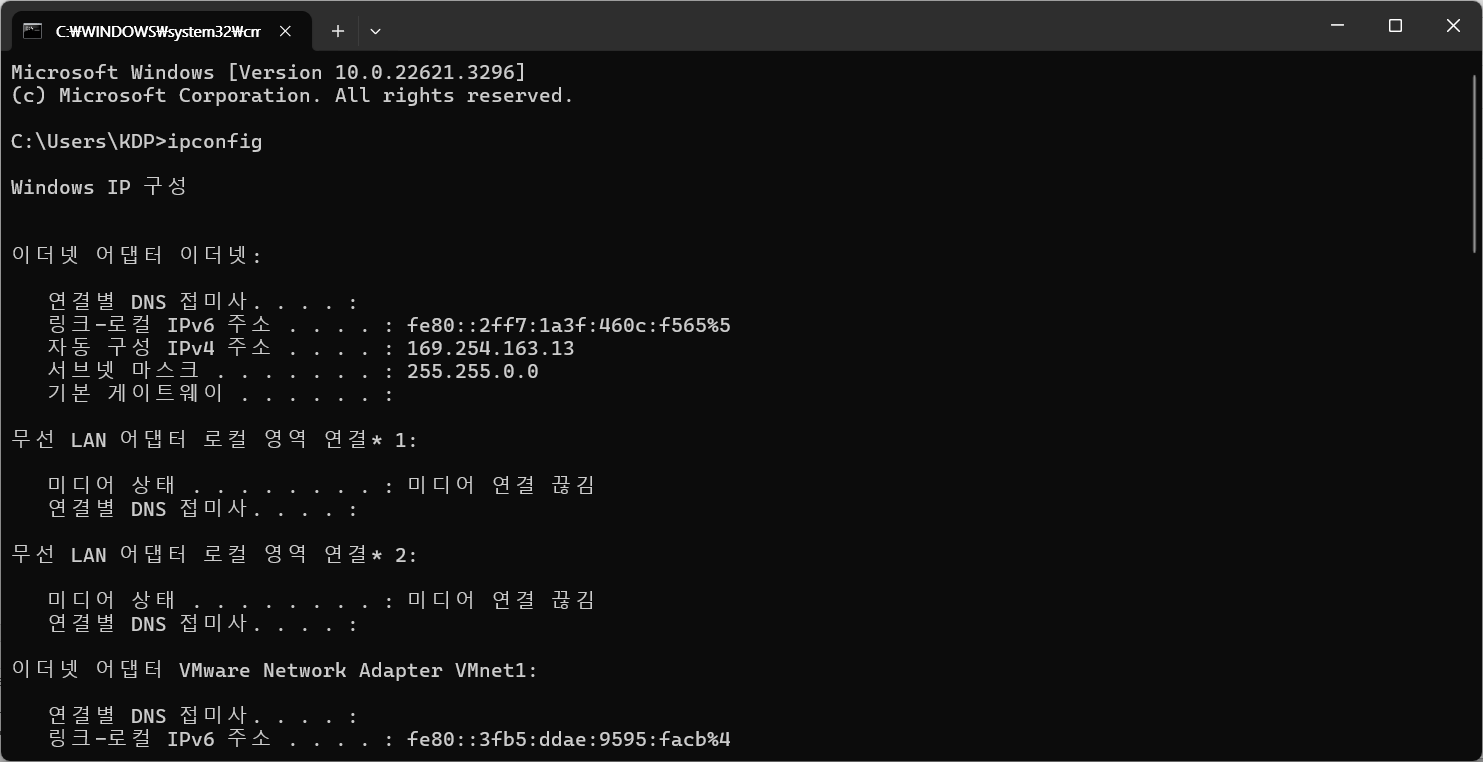 C:₩WINDOWS₩system32₩cm
Microsoft Windows [Version 10.0.22621.3296]
(c) Microsoft Corporation. All rights reserved.
C:\Users\KDP>ipconfig
Windows IP 구성
이더넷 어댑터 이더넷:
연결별 DNS 접미사. . . . :
링크-로컬 IPv6 주소 . . . . : fe80::2ff7:1a3f:460c:f565%5
자동 구성 IPv4 주소 . . . . : 169.254.163.13
서브넷 마스크 . . . . . . . : 255.255.0.0
기본 게이트웨이 . . . . . . :
무선 LAN 어댑터 로컬 영역 연결* 1:
미디어 상태 . . . . . . . . : 미디어 연결 끊김
연결별 DNS 접미사. . . . :
무선 LAN 어댑터 로컬 영역 연결* 2:
미디어 상태 . . . . . . . . : 미디어 연결 끊김
연결별 DNS 접미사. . . . :
이더넷 어댑터 VMware Network Adapter VMnet1:
연결별 DNS 접미사. . . . :
링크-로컬 IPv6 주소 . . . . : fe80::3fb5:ddae:9595:facb%4